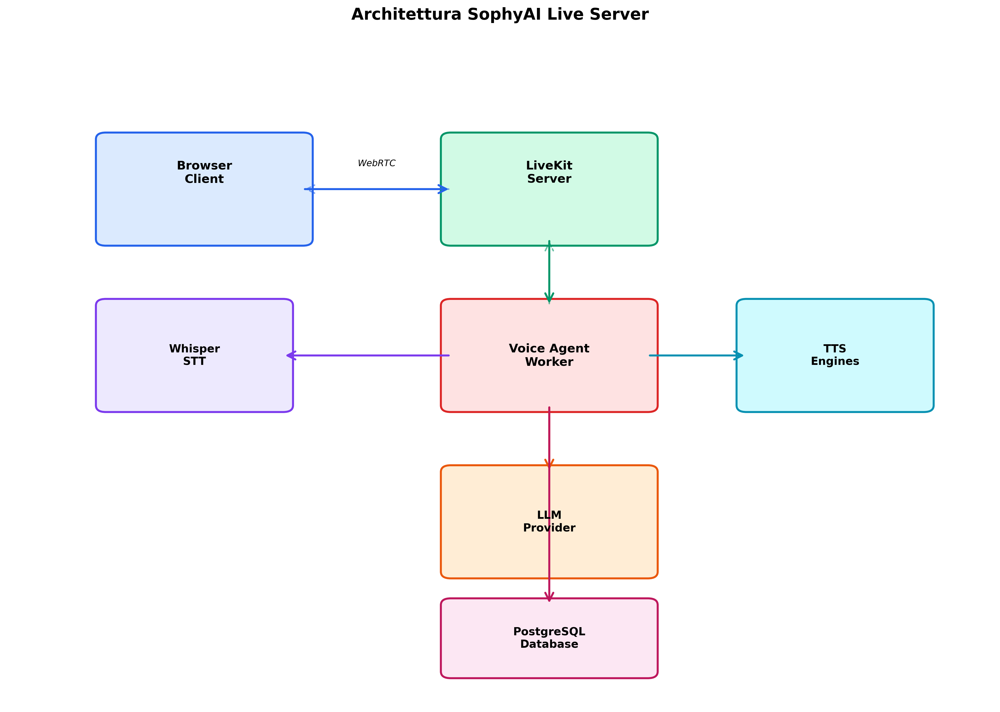 Architettura SophyAI Live Server
Browser
Client
WebRTC
LiveKit
Server
Whisper
STT
Voice Agent
Worker
TTS
Engines
LLM
Provider
PostgreSQL
Database